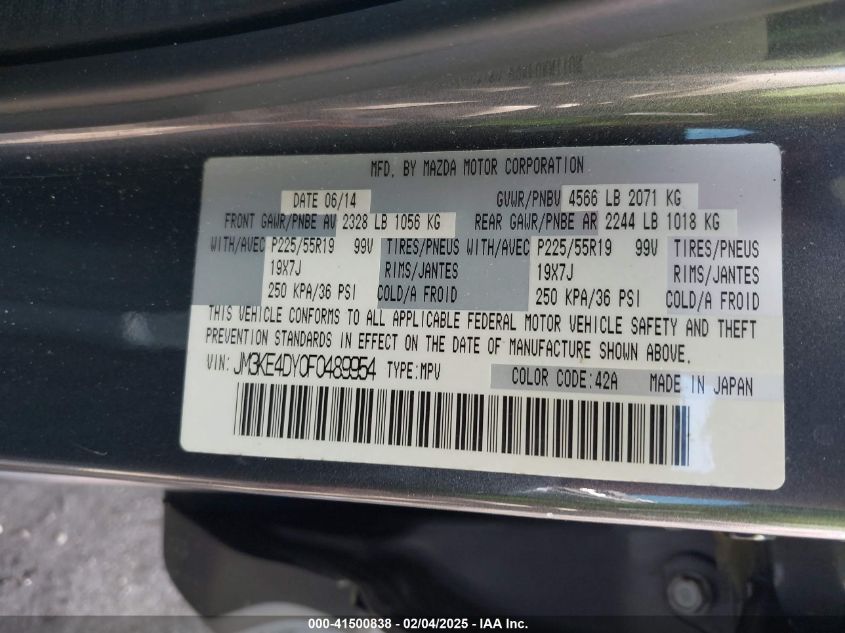 MFD. BY MAZDA MOTOR CORPORATION
DATE 06/14 GVWR/PNBV 4566 LB 2071 KG
FRONT GAWR/PNBE AV 2328 LB 1056 KG REAR GAWR/PNBE AR 2244 LB 1018 KG
WITH/AVEC P225/55R19 99V TIRES/PNEUS WITH/AVEC P225/55R19 99V TIRES/PNEUS
19X7J RIMS/JANTES 19X7J RIMS/JANTES
250 KPA/36 PSI COLD/A FROID 250 KPA/36 PSI COLD/A FROID
THIS VEHICLE CONFORMS TO ALL APPLICABLE FEDERAL MOTOR VEHICLE SAFETY AND THEFT
PREVENTION STANDARDS IN EFFECT ON THE DATE OF MANUFACTURE SHOWN ABOVE.
VIN: JM3KE4DY0F0489954 TYPE:MPV COLOR CODE:42A MADE IN JAPAN
000-41500838 - 02/04/2025 - IAA Inc.